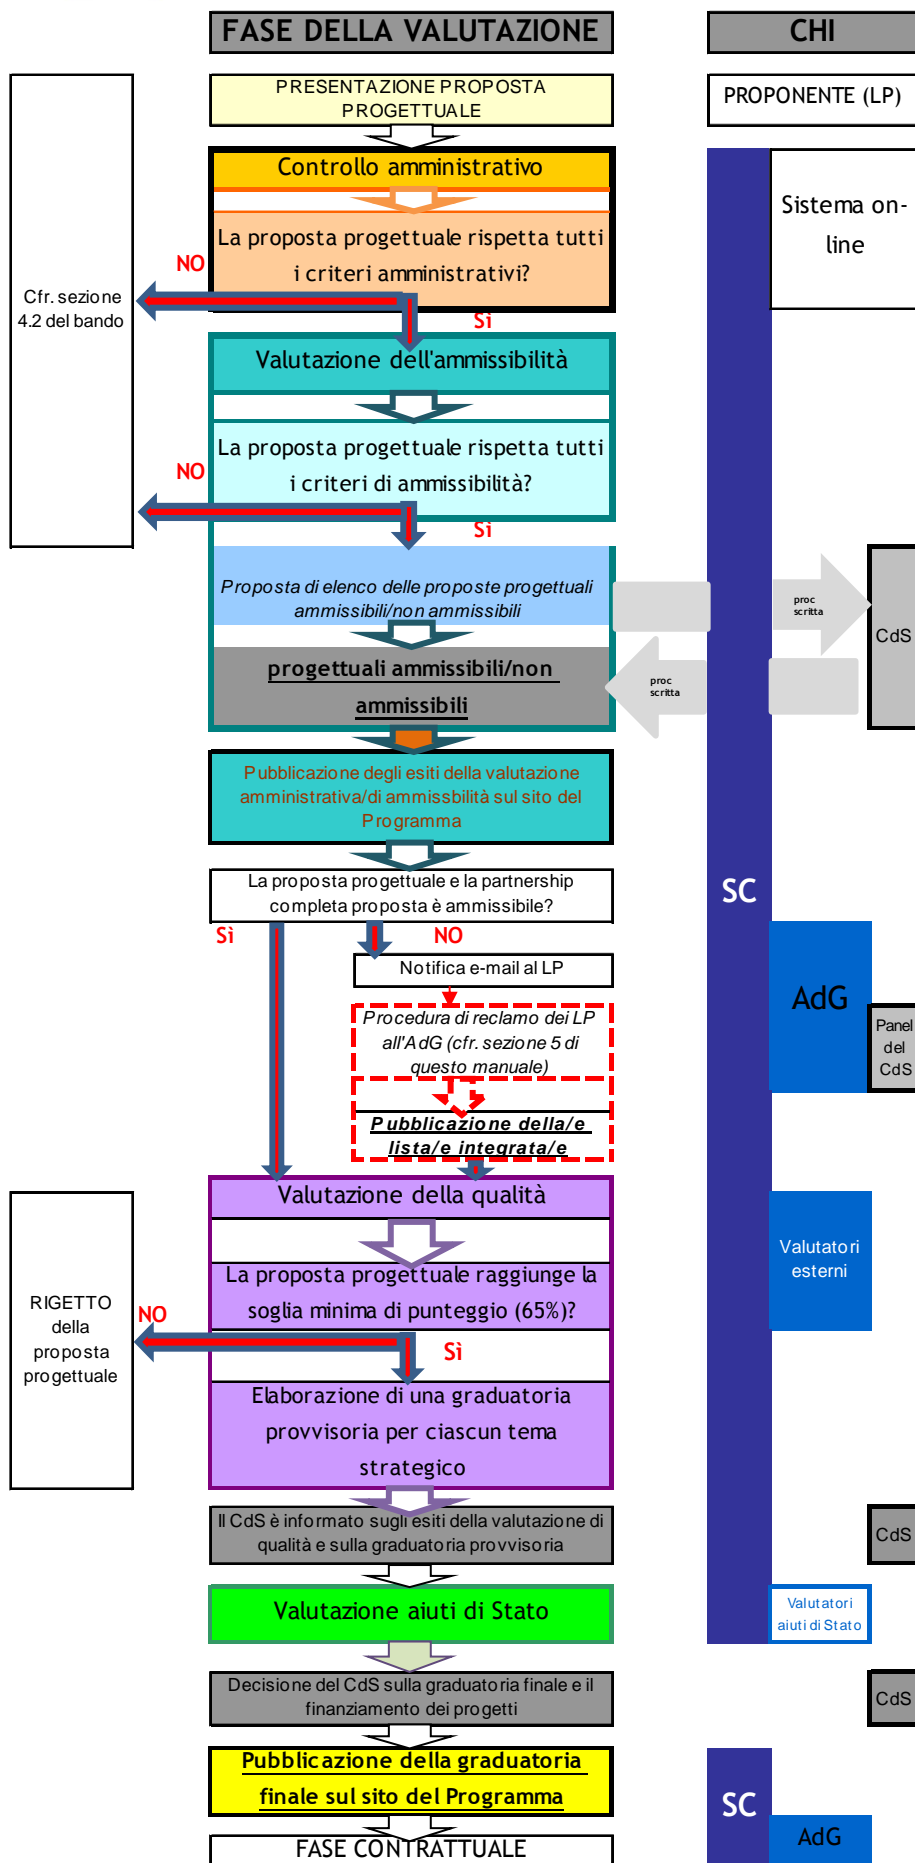 FASE DELLA VALUTAZIONE
CHI
PRESENTAZIONE PROPOSTA
PROGETTUALE
PROPONENTE (LP)
Controllo amministrativo
Sistema on-
line
La proposta progettuale rispetta tutti
i criteri amministrativi?
NO
Cfr. sezione
4.2 del bando
Sì
Valutazione dell'ammissibilità
La proposta progettuale rispetta tutti
i criteri di ammissibilità?
NO
Sì
Proposta di elenco delle proposte progettuali
ammissibili/non ammissibili
proc
scritta
CdS
progettuali ammissibili/non
ammissibili
proc
scritta
Pubblicazione degli esiti della valutazione
amministrativa/di ammissbilità sul sito del
Programma
La proposta progettuale e la partnership
completa proposta è ammissibile?
SC
Sì
NO
Notifica e-mail al LP
AdG
Procedura di reclamo dei LP
all'AdG (cfr. sezione 5 di
questo manuale)
Panel
del
CdS
Pubblicazione della/e
lista/e integrata/e
Valutazione della qualità
Valutatori
esterni
La proposta progettuale raggiunge la
soglia minima di punteggio (65%)?
RIGETTO
della
proposta
progettuale
NO
Sì
Elaborazione di una graduatoria
provvisoria per ciascun tema
strategico
Il CdS è informato sugli esiti della valutazione di
qualità e sulla graduatoria provvisoria
CdS
Valutazione aiuti di Stato
Valutatori
aiuti di Stato
Decisione del CdS sulla graduatoria finale e il
finanziamento dei progetti
CdS
Pubblicazione della graduatoria
finale sul sito del Programma
SC
AdG
FASE CONTRATTUALE